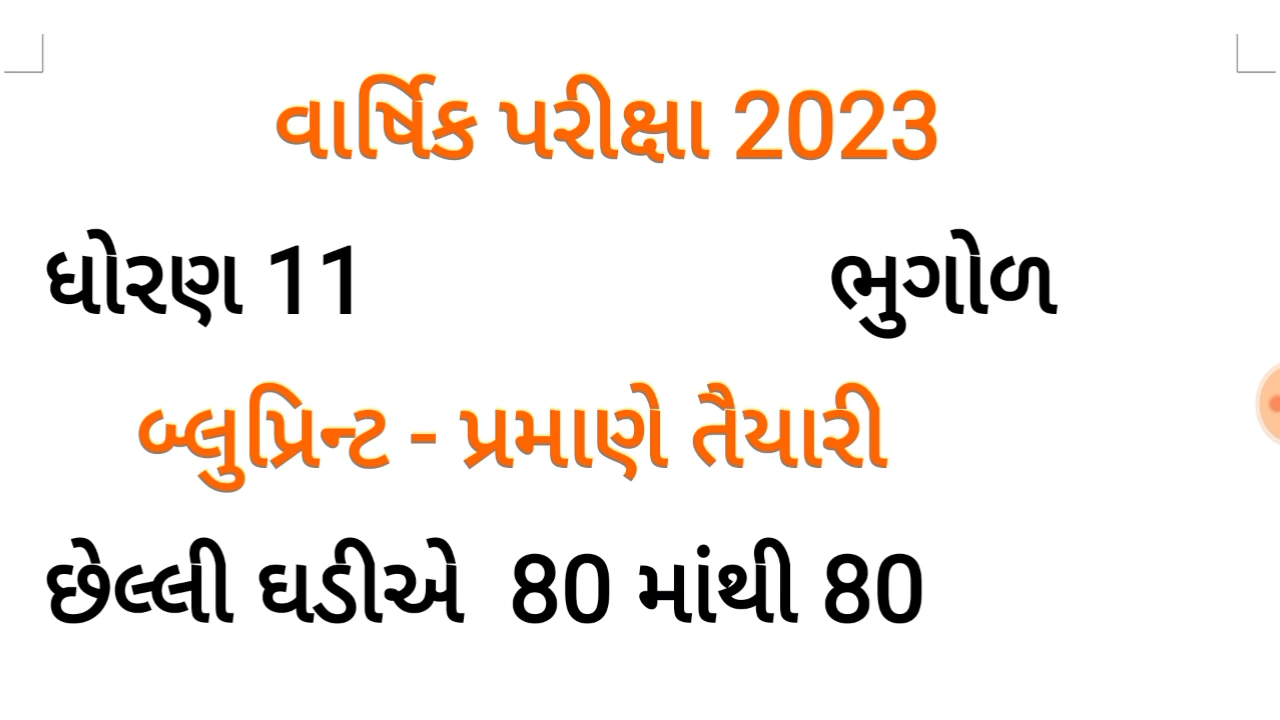 વાર્ષિક પરીક્ષા 2023
ધોરણ 11 ભુગોળ
બ્લુપ્રિન્ટ - પ્રમાણે તૈયારી
છેલ્લી ઘડીએ 80 માંથી 80